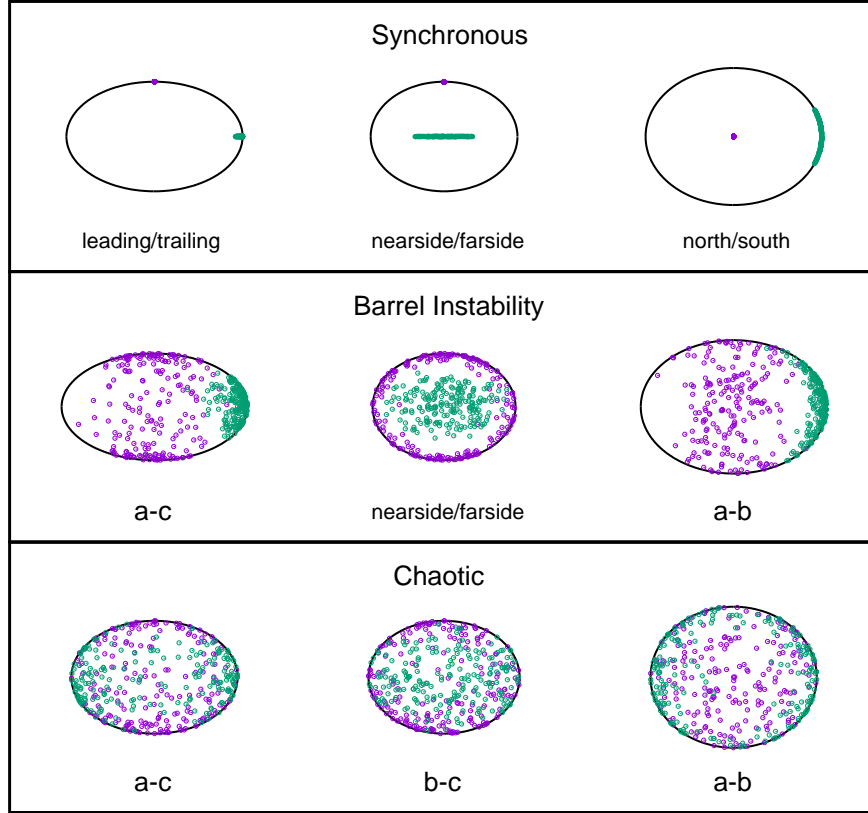 Synchronous
leading/trailing
nearside/farside
north/south
Barrel Instability
a-c
nearside/farside
a-b
Chaotic
a-c
b-c
a-b